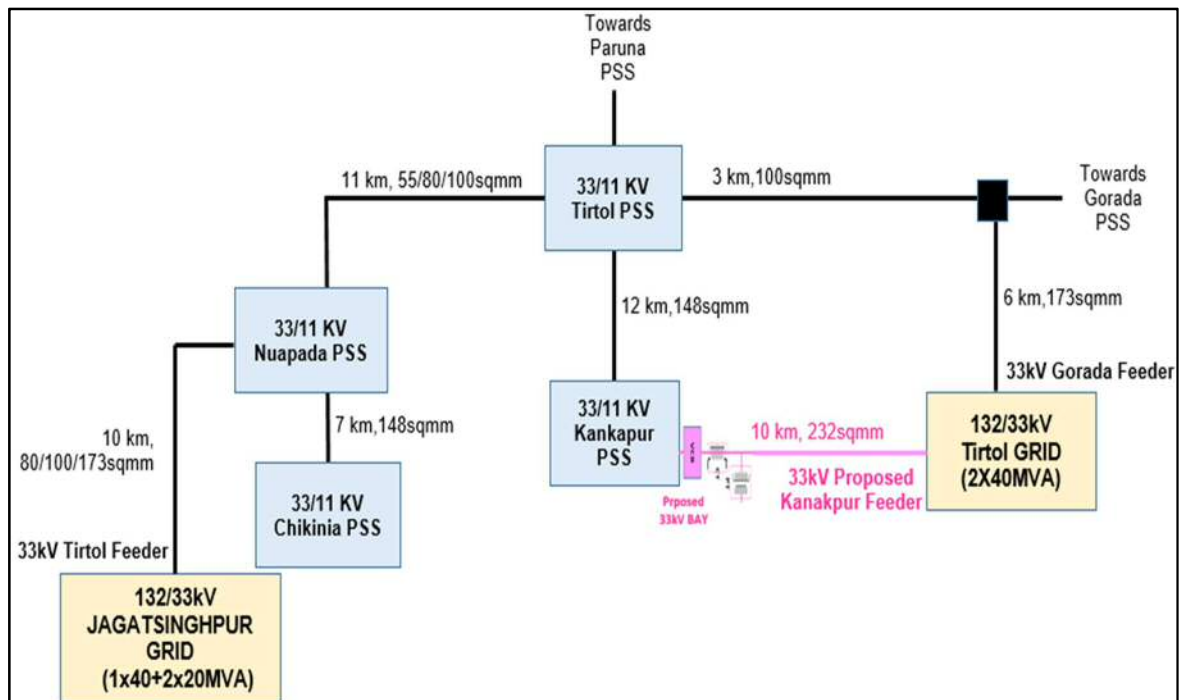 Towards
Paruna
PSS
11 km, 55/80/100sqmm
33/11 KV
Tirtol PSS
3 km,100sqmm
Towards
Gorada
PSS
12 km,148sqmm
6 km,173sqmm
33/11 KV
Nuapada PSS
33kV Gorada Feeder
10 km,
80/100/173sqmm
7 km,148sqmm
33/11 KV
Kankapur
PSS
10 km, 232sqmm
132/33kV
Tirtol GRID
(2X40MVA)
33kV Proposed
Kanakpur Feeder
Prposed
33kV BAY
33/11 KV
Chikinia PSS
33kV Tirtol Feeder
132/33kV
JAGATSINGHPUR
GRID
(1x40+2x20MVA)